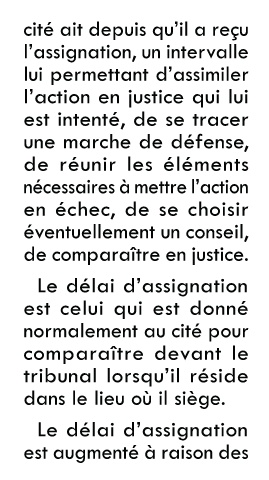 cité ait depuis qu'il a reçu
l'assignation, un intervalle
lui permettant d'assimiler
l'action en justice qui lui
est intenté, de se tracer
une marche de défense,
de réunir les éléments
nécessaires à mettre l'action
en échec, de se choisir
éventuellement un conseil,
de comparaître en justice.
Le délai d'assignation
est celui qui est donné
normalement au cité pour
comparaître devant le
tribunal lorsqu'il réside
dans le lieu où il siège.
Le délai d'assignation
est augmenté à raison des